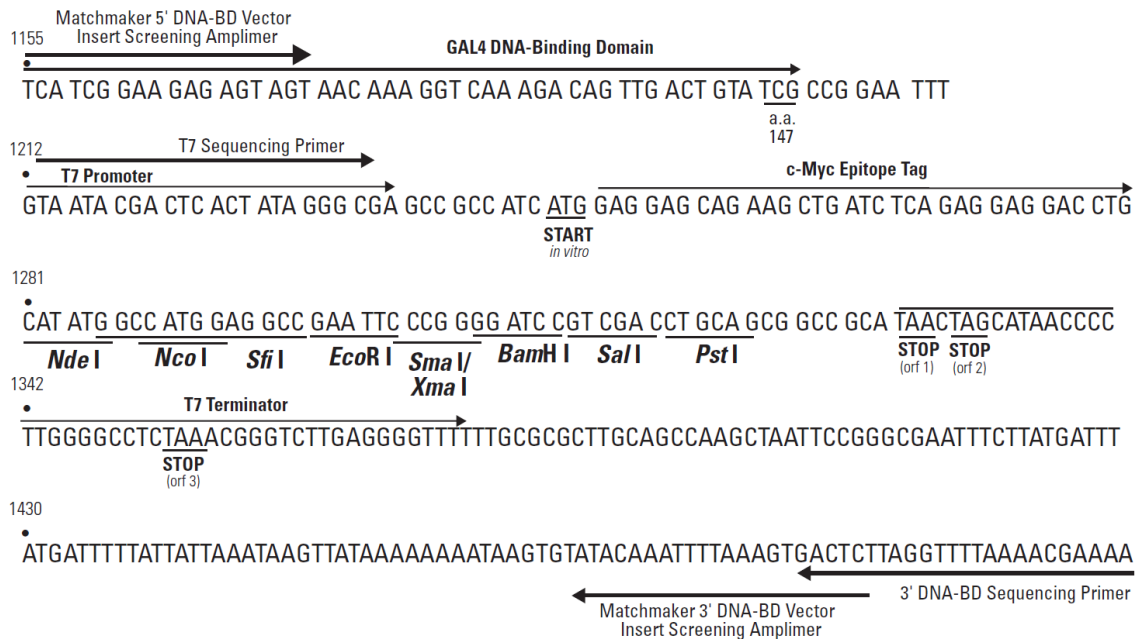 Matchmaker 5' DNA-BD Vector
Insert Screening Amplimer
1155
GAL4 DNA-Binding Domain
TCA TCG GAA GAG AGT AGT AAC AAA GGT CAA AGA CAG TTG ACT GTA TCG CCG GAA TTT
a.a.
147
T7 Sequencing Primer
1212
T7 Promoter
c-Myc Epitope Tag
GTA ATA CGA CTC ACT ATA GGG CGA GCC GCC ATC ATG GAG GAG CAG AAG CTG ATC TCA GAG GAG GAC CTG
START
in vitro
1281
CAT ATG GCC ATG GAG GCC GAA TTC CCG GGG ATC CGT CGA CCT GCA GCG GCC GCA TAACTAGCATAACCCC
Nde I Nco I Sfi I EcoR I Sma I/ BamH I Sal I Pst I STOP STOP
Xma I (orf 1) (orf 2)
1342
T7 Terminator
TTGGGGCCTCTAAACGGGTCTTGAGGGGTTTTTTGCGCGCTTGCAGCCAAGCTAATTCCGGGCGAATTTCTTATGATTT
STOP
(orf 3)
1430
ATGATTTTTATTATTAAATAAGTTATAAAAAAAATAAGTGTATACAAATTTTAAAGTGACTCTTAGGTTTTAAAACGAAAA
3' DNA-BD Sequencing Primer
Matchmaker 3' DNA-BD Vector
Insert Screening Amplimer